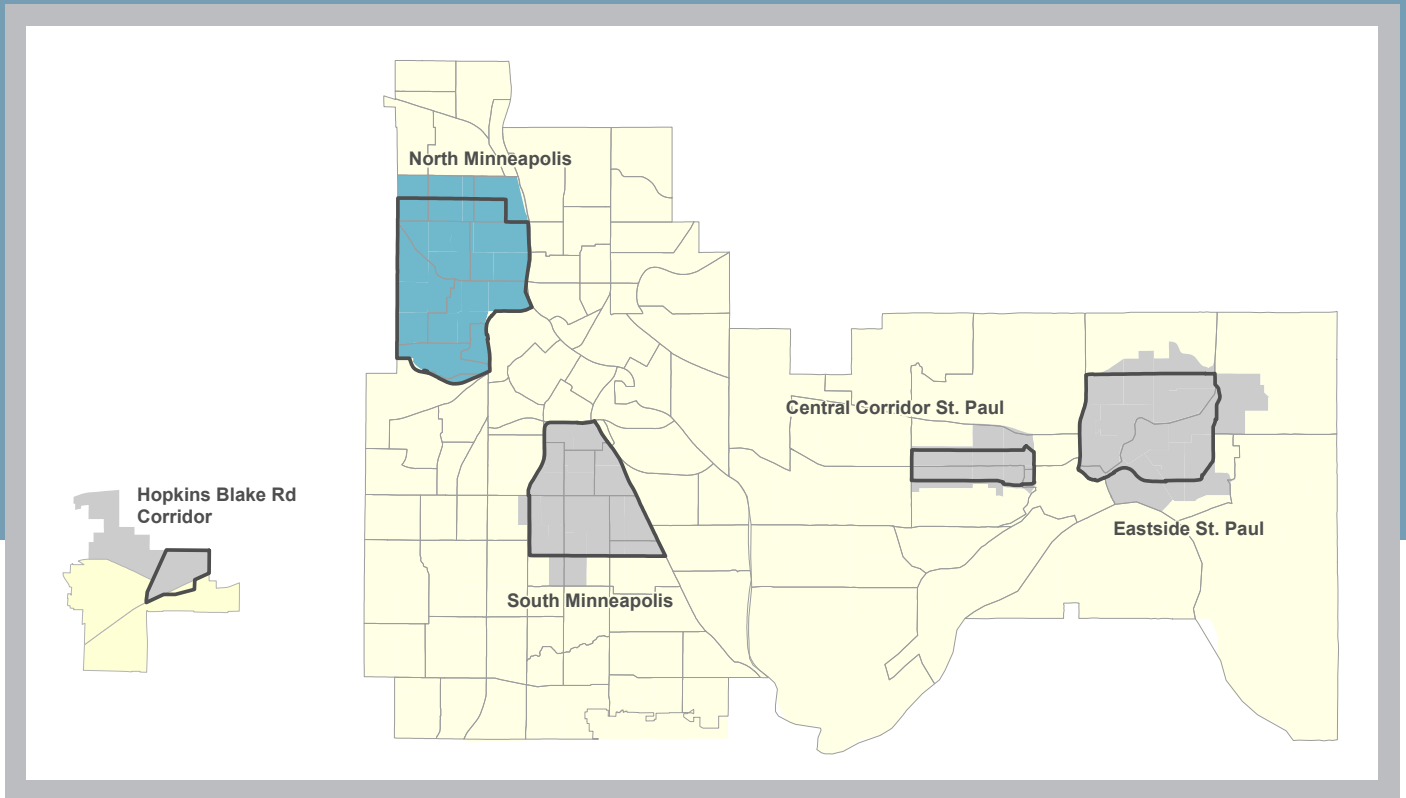 North Minneapolis
Central Corridor St. Paul
Hopkins Blake Rd
Corridor
Eastside St. Paul
South Minneapolis